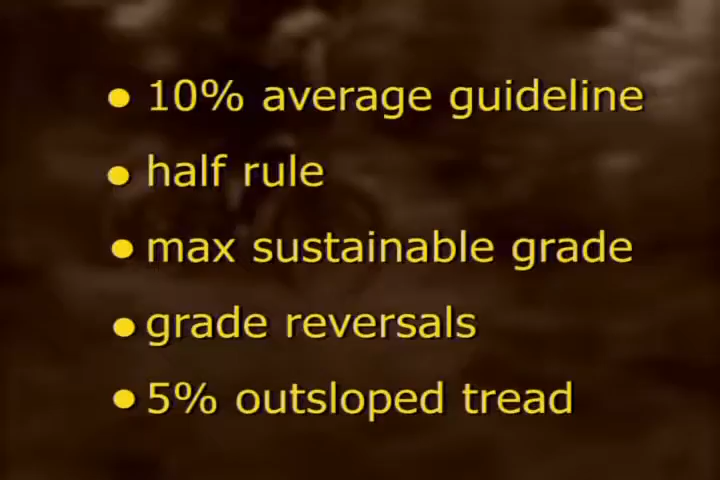 • 10% average guideline
• half rule
• max sustainable grade
• grade reversals
• 5% outsloped tread